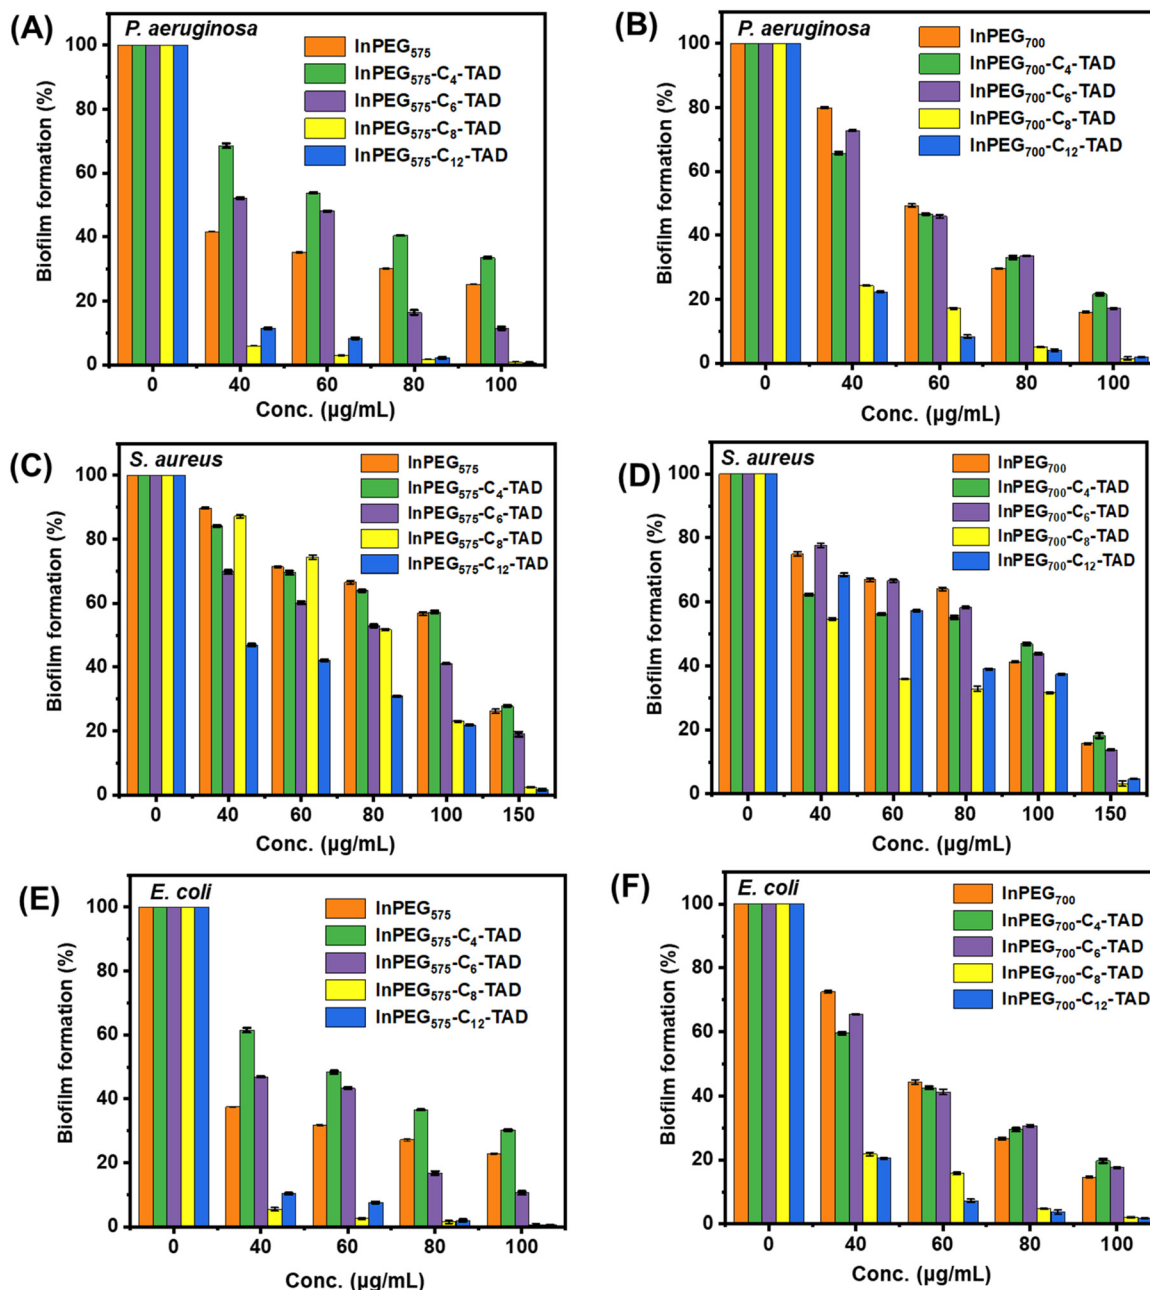 (A)
P. aeruginosa
InPEG₅₇₅
InPEG₅₇₅-C₄-TAD
InPEG₅₇₅-C₆-TAD
InPEG₅₇₅-C₈-TAD
InPEG₅₇₅-C₁₂-TAD
Biofilm formation (%)
100
80
60
40
20
0
0 40 60 80 100
Conc. (µg/mL)
(B)
P. aeruginosa
InPEG₇₀₀
InPEG₇₀₀-C₄-TAD
InPEG₇₀₀-C₆-TAD
InPEG₇₀₀-C₈-TAD
InPEG₇₀₀-C₁₂-TAD
Biofilm formation (%)
100
80
60
40
20
0
0 40 60 80 100
Conc. (µg/mL)
(C)
S. aureus
InPEG₅₇₅
InPEG₅₇₅-C₄-TAD
InPEG₅₇₅-C₆-TAD
InPEG₅₇₅-C₈-TAD
InPEG₅₇₅-C₁₂-TAD
Biofilm formation (%)
100
80
60
40
20
0
0 40 60 80 100 150
Conc. (µg/mL)
(D)
S. aureus
InPEG₇₀₀
InPEG₇₀₀-C₄-TAD
InPEG₇₀₀-C₆-TAD
InPEG₇₀₀-C₈-TAD
InPEG₇₀₀-C₁₂-TAD
Biofilm formation (%)
100
80
60
40
20
0
0 40 60 80 100 150
Conc. (µg/mL)
(E)
E. coli
InPEG₅₇₅
InPEG₅₇₅-C₄-TAD
InPEG₅₇₅-C₆-TAD
InPEG₅₇₅-C₈-TAD
InPEG₅₇₅-C₁₂-TAD
Biofilm formation (%)
100
80
60
40
20
0
0 40 60 80 100
Conc. (µg/mL)
(F)
E. coli
InPEG₇₀₀
InPEG₇₀₀-C₄-TAD
InPEG₇₀₀-C₆-TAD
InPEG₇₀₀-C₈-TAD
InPEG₇₀₀-C₁₂-TAD
Biofilm formation (%)
100
80
60
40
20
0
0 40 60 80 100
Conc. (µg/mL)